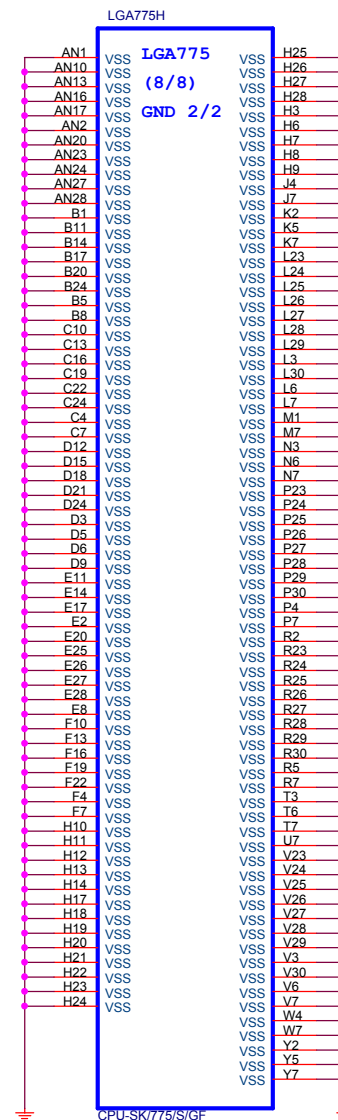 LGA775H
AN1 VSS LGA775 VSS H25
AN10 VSS VSS H26
AN13 VSS (8/8) VSS H27
AN16 VSS VSS H28
AN17 VSS GND 2/2 VSS H3
AN2 VSS VSS H6
AN20 VSS VSS H7
AN23 VSS VSS H8
AN24 VSS VSS H9
AN27 VSS VSS J4
AN28 VSS VSS J7
B1 VSS VSS K2
B11 VSS VSS K5
B14 VSS VSS K7
B17 VSS VSS L23
B20 VSS VSS L24
B24 VSS VSS L25
B5 VSS VSS L26
B8 VSS VSS L27
C10 VSS VSS L28
C13 VSS VSS L29
C16 VSS VSS L3
C19 VSS VSS L30
C22 VSS VSS L6
C24 VSS VSS L7
C4 VSS VSS M1
C7 VSS VSS M7
D12 VSS VSS N3
D15 VSS VSS N6
D18 VSS VSS N7
D21 VSS VSS P23
D24 VSS VSS P24
D3 VSS VSS P25
D5 VSS VSS P26
D6 VSS VSS P27
D9 VSS VSS P28
E11 VSS VSS P29
E14 VSS VSS P30
E17 VSS VSS P4
E2 VSS VSS P7
E20 VSS VSS R2
E25 VSS VSS R23
E26 VSS VSS R24
E27 VSS VSS R25
E28 VSS VSS R26
E8 VSS VSS R27
F10 VSS VSS R28
F13 VSS VSS R29
F16 VSS VSS R30
F19 VSS VSS R5
F22 VSS VSS R7
F4 VSS VSS T3
F7 VSS VSS T6
H10 VSS VSS T7
H11 VSS VSS U7
H12 VSS VSS V23
H13 VSS VSS V24
H14 VSS VSS V25
H17 VSS VSS V26
H18 VSS VSS V27
H19 VSS VSS V28
H20 VSS VSS V29
H21 VSS VSS V3
H22 VSS VSS V30
H23 VSS VSS V6
H24 VSS VSS V7
VSS W4
VSS W7
VSS Y2
VSS Y5
VSS Y7
CPU-SK/775/S/GF